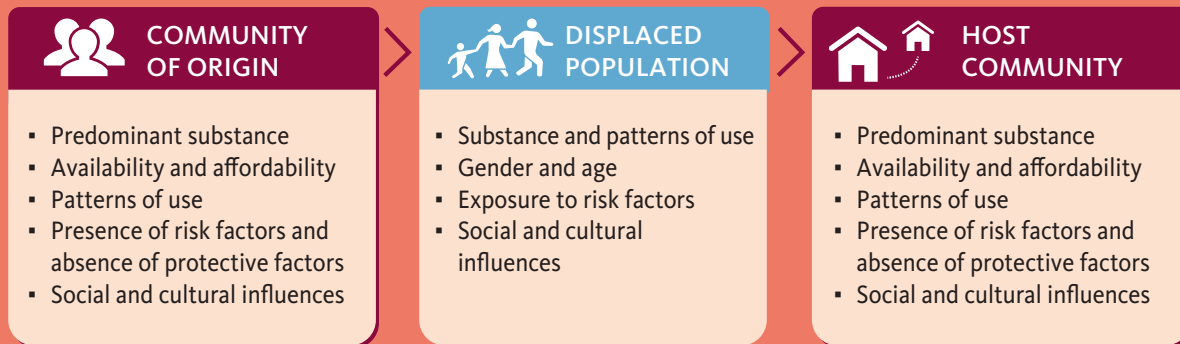 COMMUNITY
OF ORIGIN
▪ Predominant substance
▪ Availability and affordability
▪ Patterns of use
▪ Presence of risk factors and
absence of protective factors
▪ Social and cultural influences
DISPLACED
POPULATION
▪ Substance and patterns of use
▪ Gender and age
▪ Exposure to risk factors
▪ Social and cultural
influences
HOST
COMMUNITY
▪ Predominant substance
▪ Availability and affordability
▪ Patterns of use
▪ Presence of risk factors and
absence of protective factors
▪ Social and cultural influences